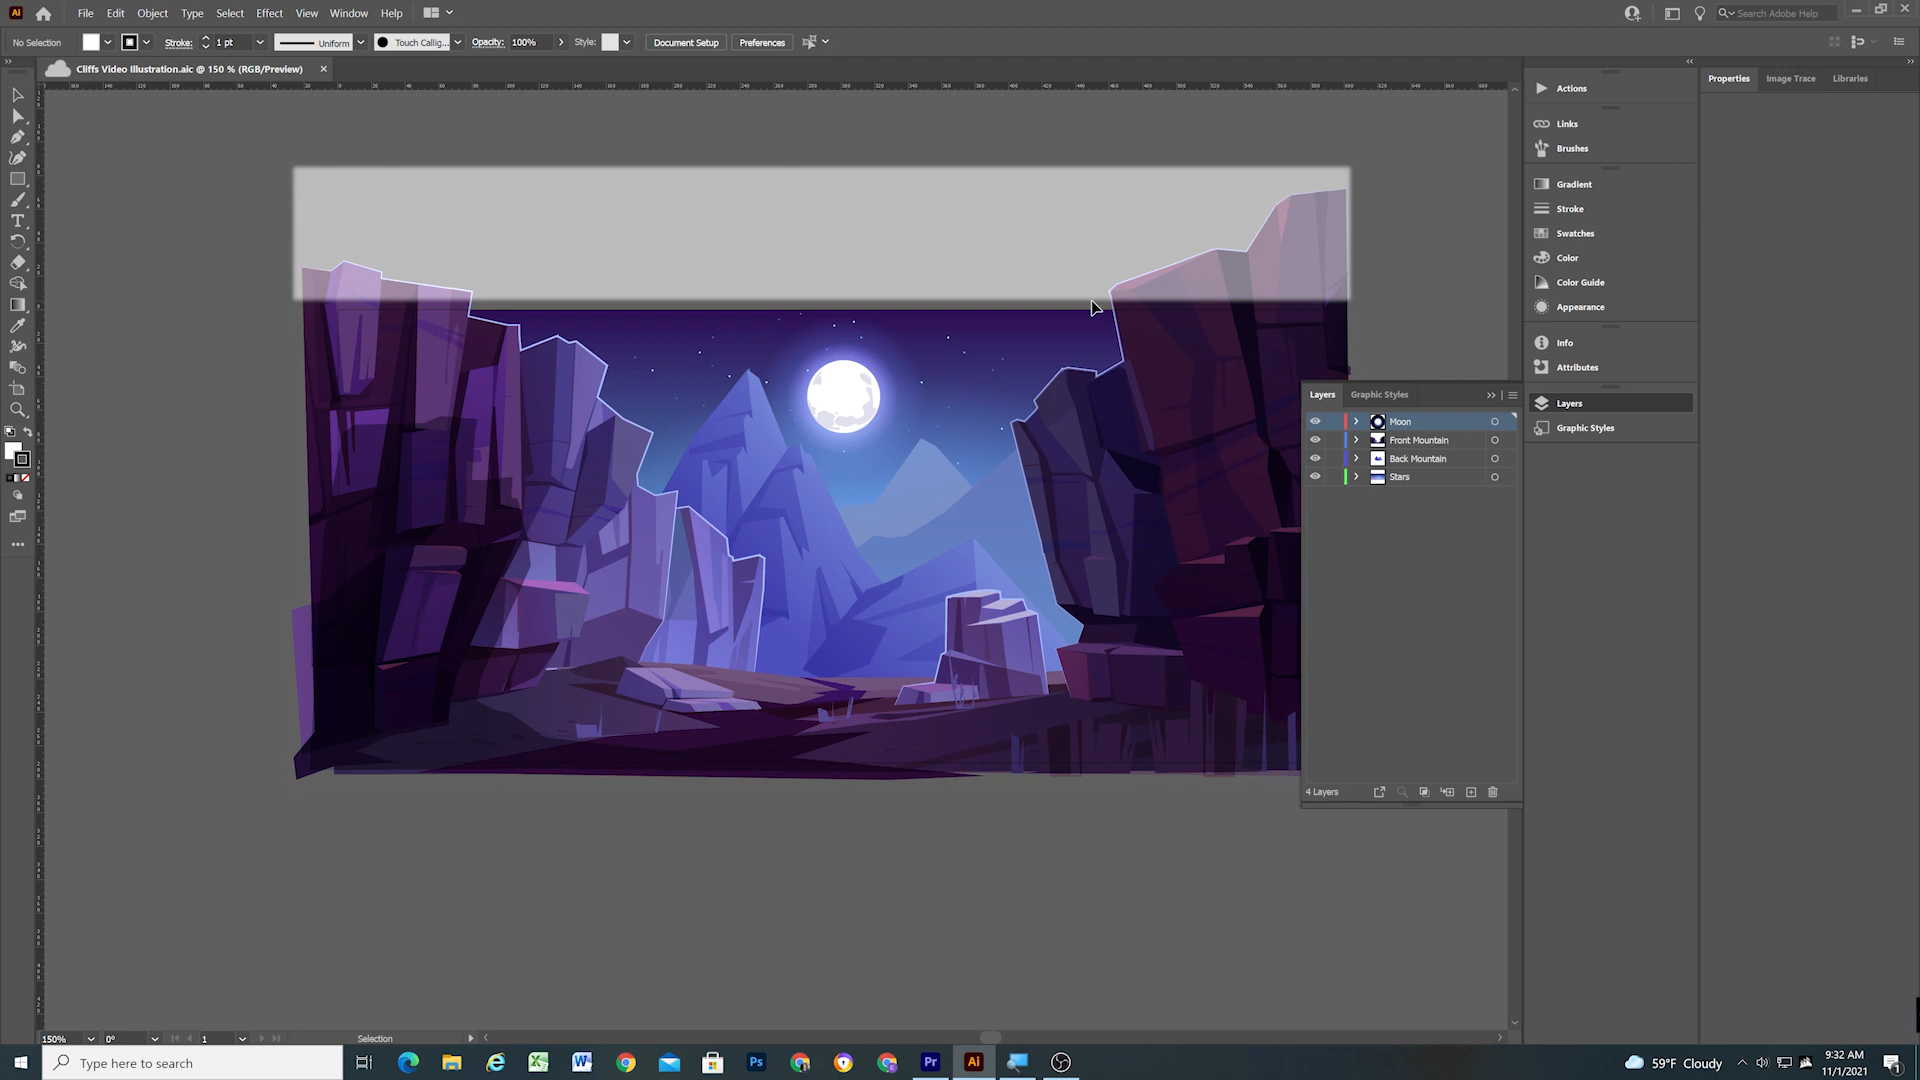 Ai File Edit Object Type Select Effect View Window Help Search Adobe Help
No Selection Stroke: 1 pt Uniform Touch Callig... Opacity: 100% Style: Document Setup Preferences
Cliffs Video Illustration.aic @ 150 % (RGB/Preview)
Properties Image Trace Libraries
Actions
Links
Brushes
Gradient
Stroke
Swatches
Color
Color Guide
Appearance
Info
Attributes
Layers
Graphic Styles
Layers Graphic Styles
Moon
Front Mountain
Back Mountain
Stars
4 Layers
150% 0° 1 Selection
Type here to search
Ps Pr Ai
59°F Cloudy
9:32 AM
11/1/2021